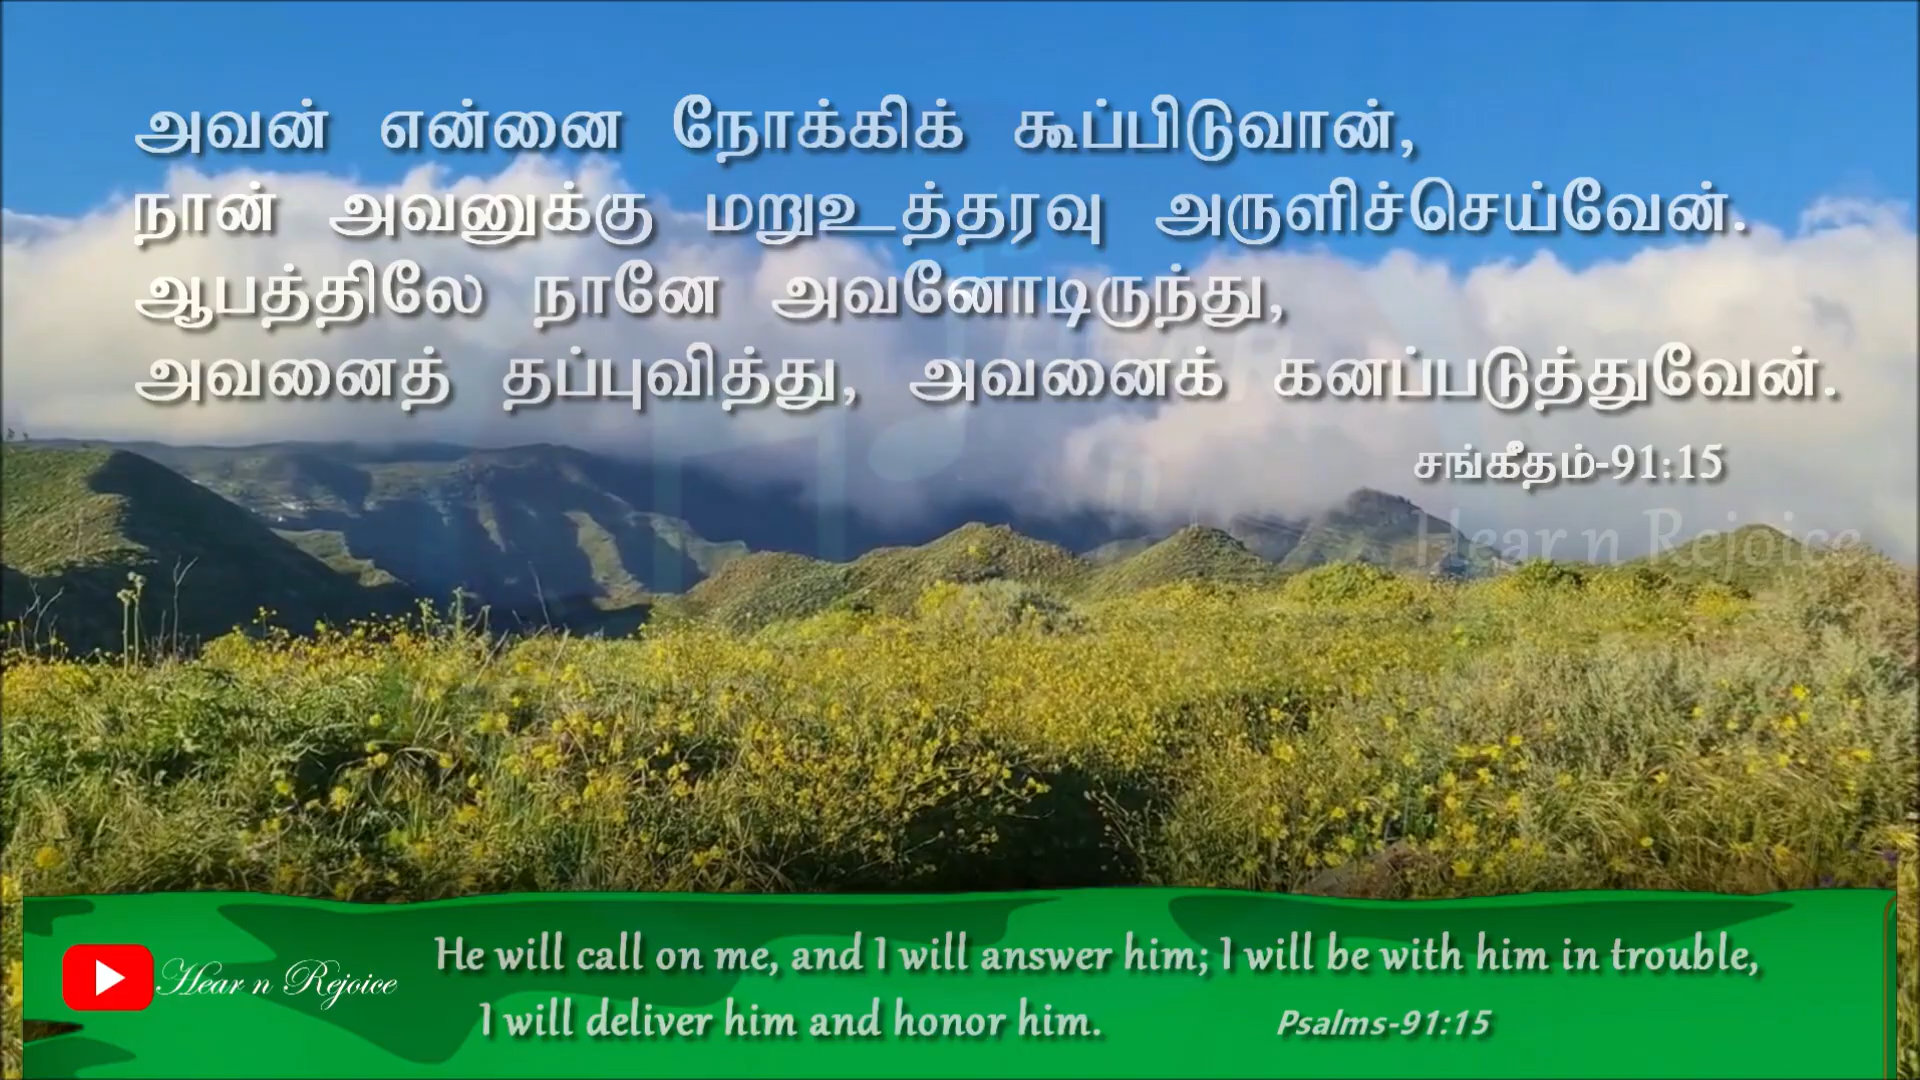 அவன் என்னை நோக்கிக் கூப்பிடுவான்,
நான் அவனுக்கு மறுஉத்தரவு அருளிச்செய்வேன்.
ஆபத்திலே நானே அவனோடிருந்து,
அவனைத் தப்புவித்து, அவனைக் கனப்படுத்துவேன்.
சங்கீதம்-91:15
Hear n Rejoice
He will call on me, and I will answer him; I will be with him in trouble,
Hear n Rejoice
I will deliver him and honor him. Psalms-91:15